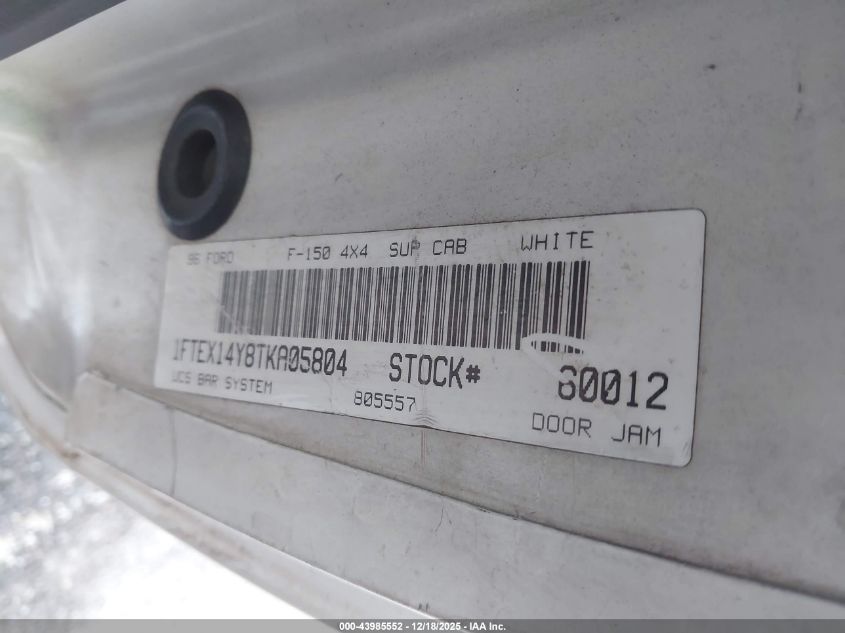 96 FORD F-150 4X4 SUP CAB WHITE
1FTEX14Y8TKA05804 STOCK# 60012
UCS BAR SYSTEM 805557 DOOR JAM
000-43985552 - 12/18/2025 - IAA Inc.